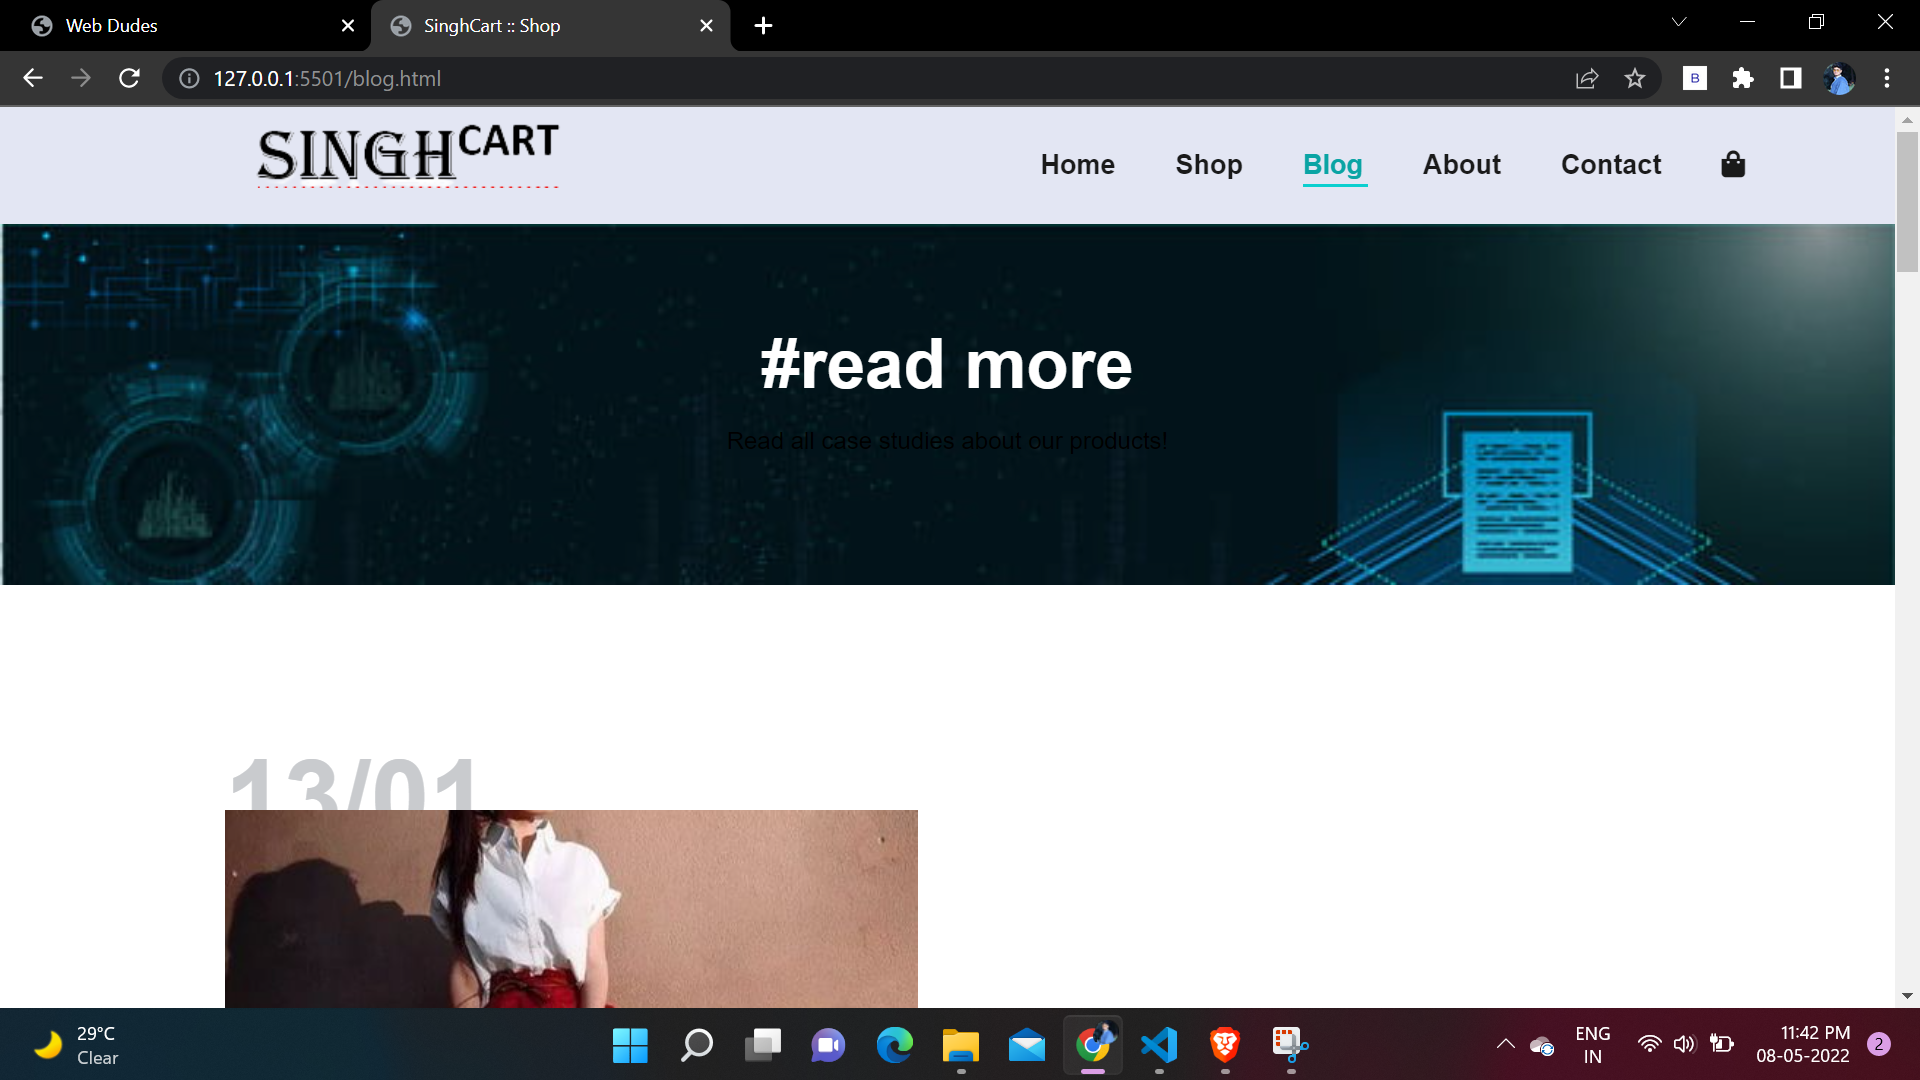 Web Dudes
SinghCart :: Shop
127.0.0.1:5501/blog.html
B
SINGHCART
Home Shop Blog About Contact
#read more
Read all case studies about our products!
13/01
29°C
Clear
ENG
IN
11:42 PM
08-05-2022
2